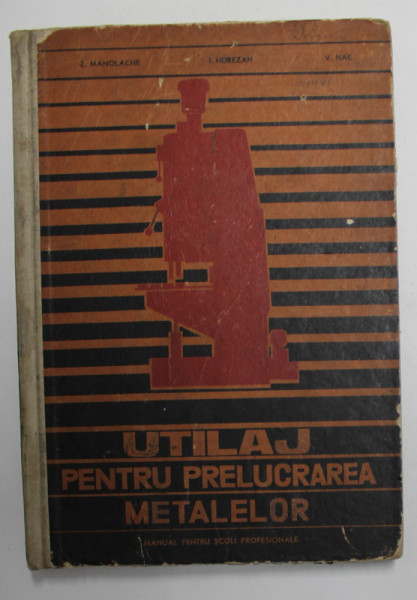 Z. MANOLACHE I. HOREZAN V. NAE
UTILAJ
PENTRU PRELUCRAREA
METALELOR
MANUAL PENTRU ȘCOLI PROFESIONALE